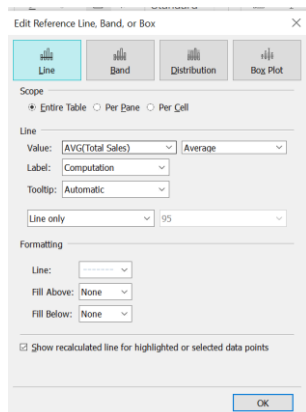 Standard
Edit Reference Line, Band, or Box
Line Band Distribution Box Plot
Scope
Entire Table Per Pane Per Cell
Line
Value: AVG(Total Sales) Average
Label: Computation
Tooltip: Automatic
Line only 95
Formatting
Line:
Fill Above: None
Fill Below: None
Show recalculated line for highlighted or selected data points
OK